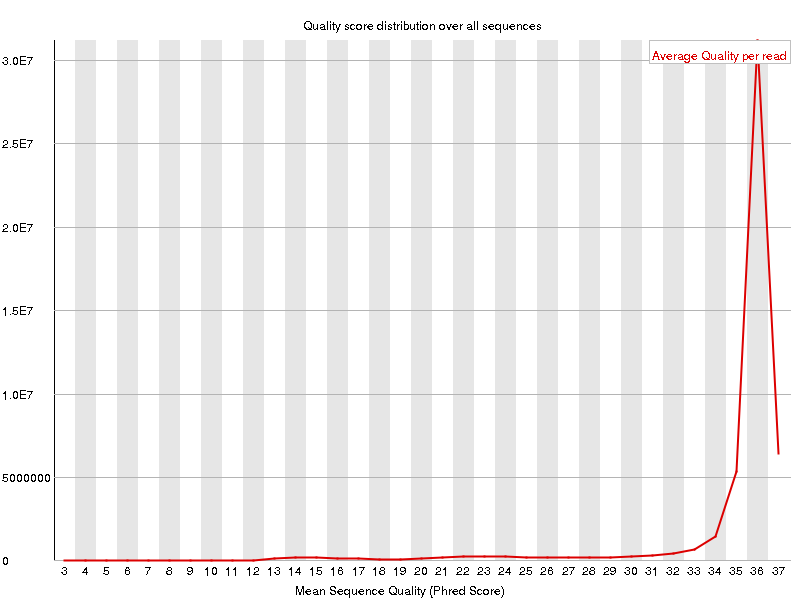 Quality score distribution over all sequences
Average Quality per read
3.0E7
2.5E7
2.0E7
1.5E7
1.0E7
5000000
0
3 4 5 6 7 8 9 10 11 12 13 14 15 16 17 18 19 20 21 22 23 24 25 26 27 28 29 30 31 32 33 34 35 36 37
Mean Sequence Quality (Phred Score)